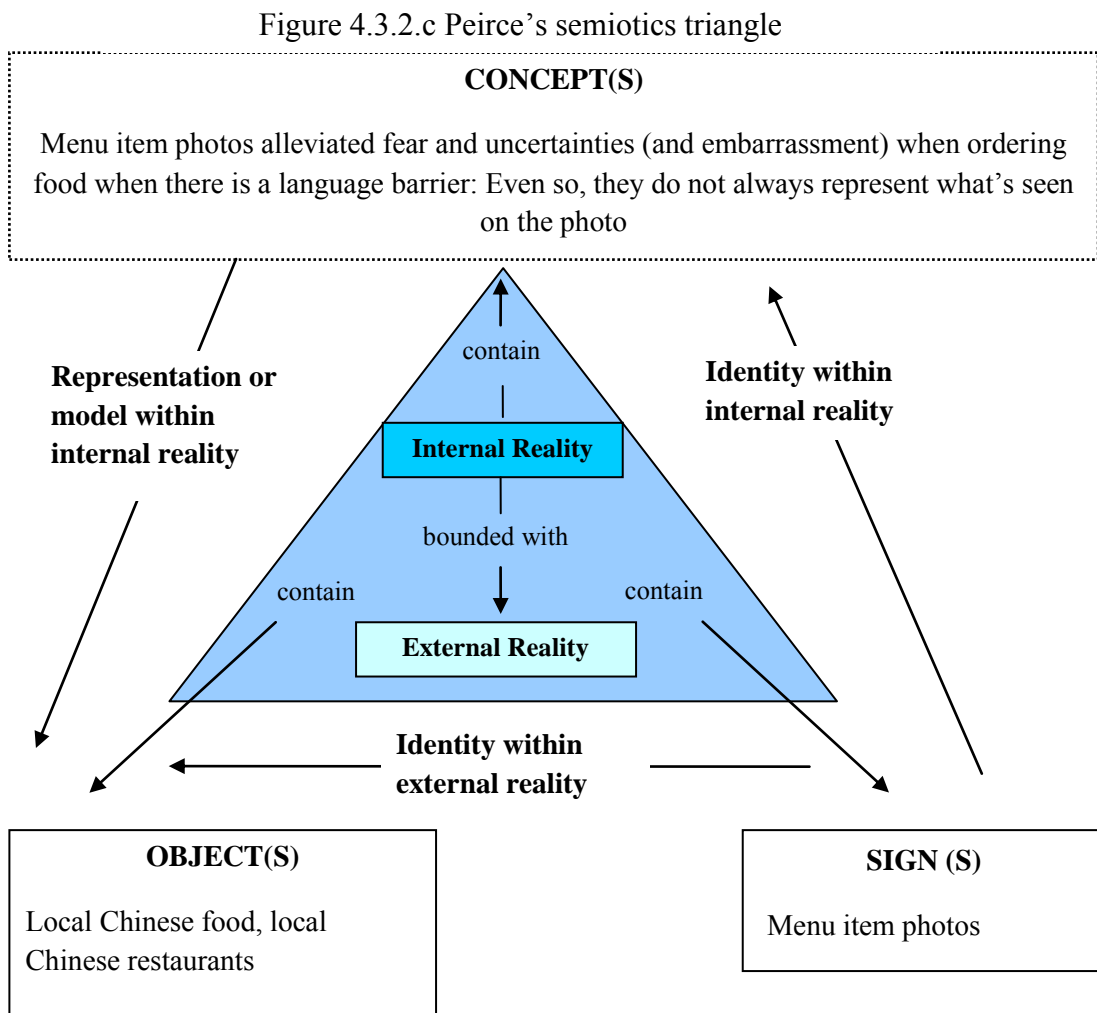 Figure 4.3.2.c Peirce’s semiotics triangle
CONCEPT(S)
Menu item photos alleviated fear and uncertainties (and embarrassment) when ordering
food when there is a language barrier: Even so, they do not always represent what’s seen
on the photo
contain
Representation or
model within
internal reality
Identity within
internal reality
Internal Reality
bounded with
contain
contain
External Reality
Identity within
external reality
OBJECT(S)
Local Chinese food, local
Chinese restaurants
SIGN (S)
Menu item photos